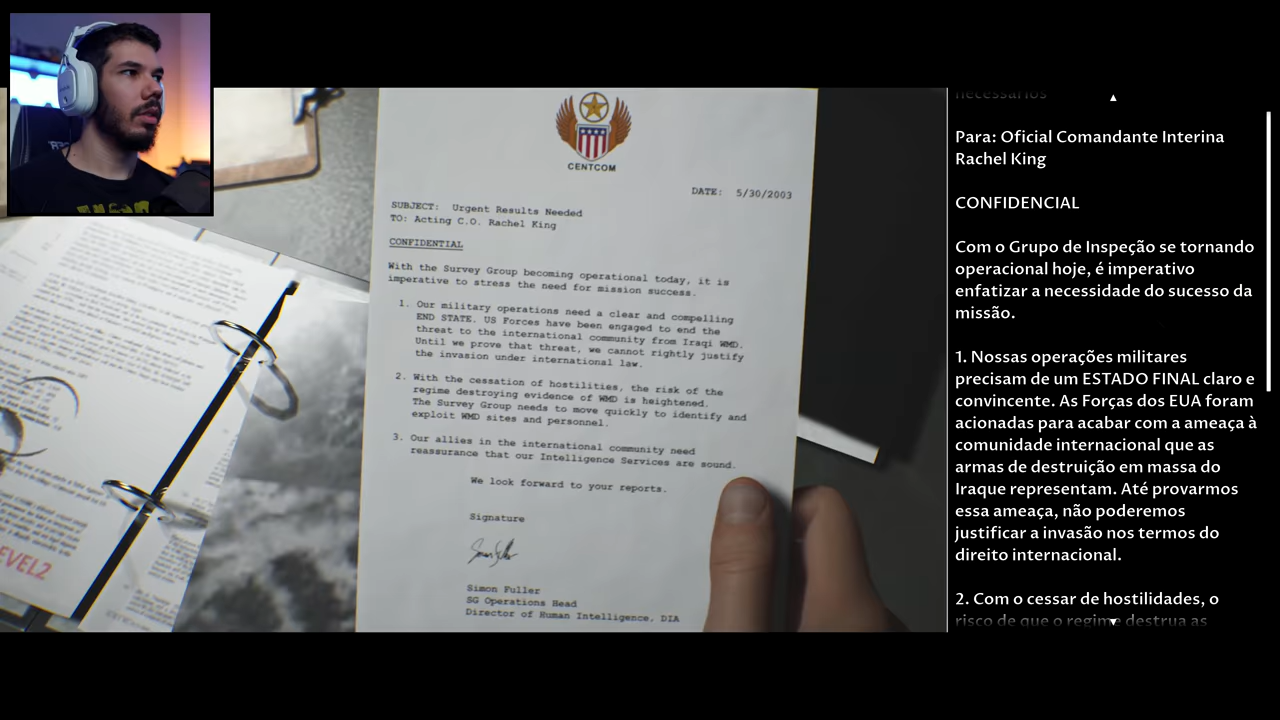 CENTCOM
DATE: 5/30/2003
SUBJECT: Urgent Results Needed
TO: Acting C.O. Rachel King
CONFIDENTIAL
With the Survey Group becoming operational today, it is
imperative to stress the need for mission success.
1. Our military operations need a clear and compelling
END STATE. US Forces have been engaged to end the
threat to the international community from Iraqi WMD.
Until we prove that threat, we cannot rightly justify
the invasion under international law.
2. With the cessation of hostilities, the risk of the
regime destroying evidence of WMD is heightened.
The Survey Group needs to move quickly to identify and
exploit WMD sites and personnel.
3. Our allies in the international community need
reassurance that our Intelligence Services are sound.
We look forward to your reports.
Signature
Simon Fuller
SG Operations Head
Director of Human Intelligence, DIA
LEVEL2
necessários
Para: Oficial Comandante Interina
Rachel King
CONFIDENCIAL
Com o Grupo de Inspeção se tornando
operacional hoje, é imperativo
enfatizar a necessidade do sucesso da
missão.
1. Nossas operações militares
precisam de um ESTADO FINAL claro e
convincente. As Forças dos EUA foram
acionadas para acabar com a ameaça à
comunidade internacional que as
armas de destruição em massa do
Iraque representam. Até provarmos
essa ameaça, não poderemos
justificar a invasão nos termos do
direito internacional.
2. Com o cessar de hostilidades, o
risco de que o regime destrua as